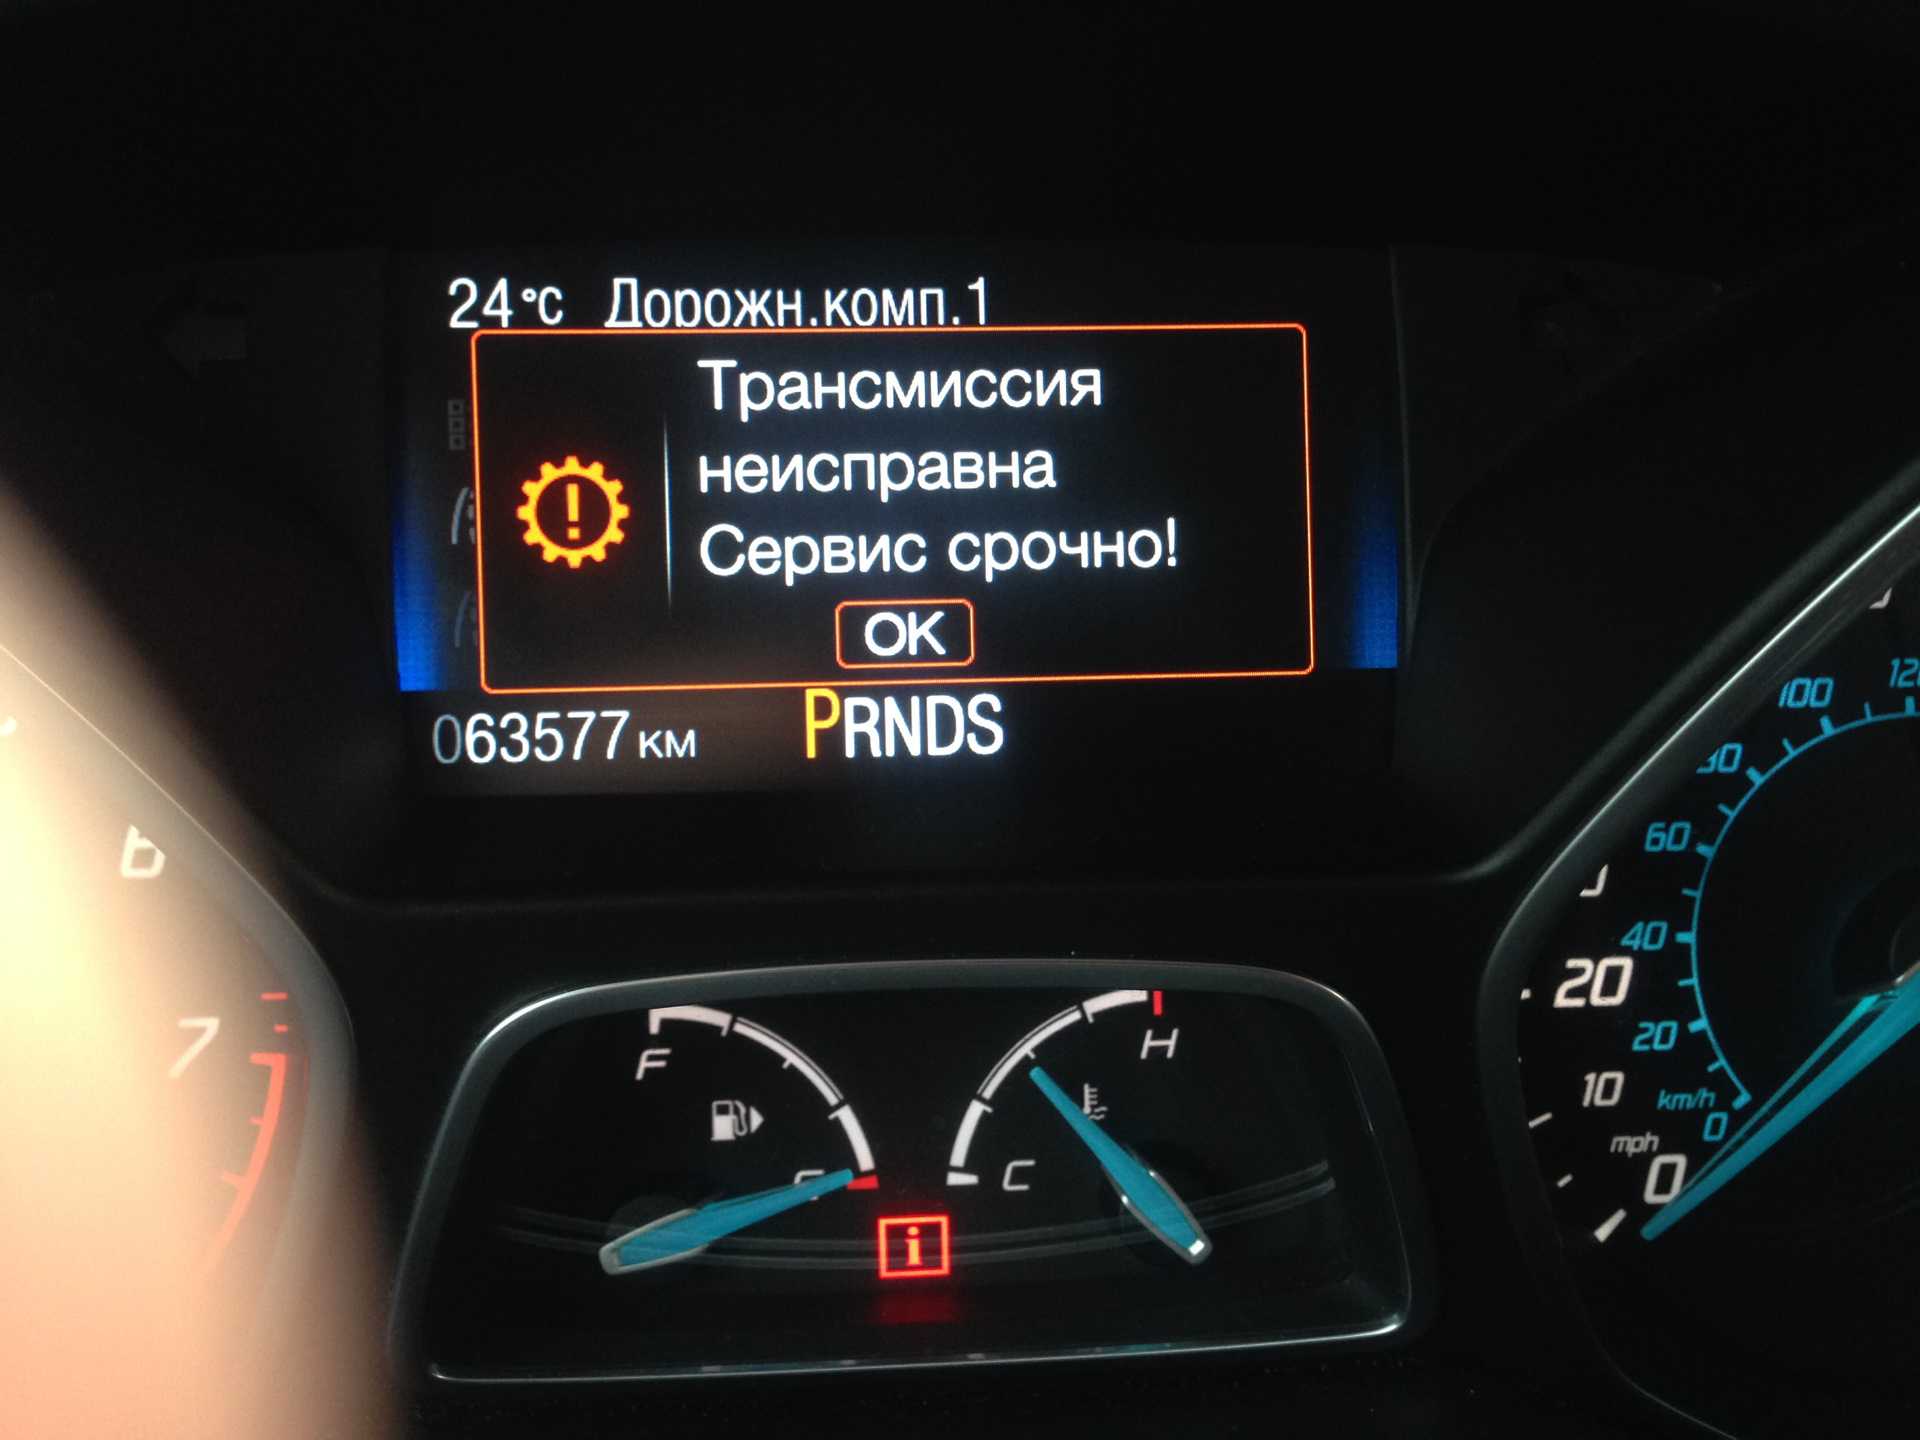 24°C Дорожн.комп.1
Трансмиссия
неисправна
Сервис срочно!
OK
063577 км PRNDS
6
7
F
H
C
i
100
80
60
40
20
20
10
km/h
0
mph
0